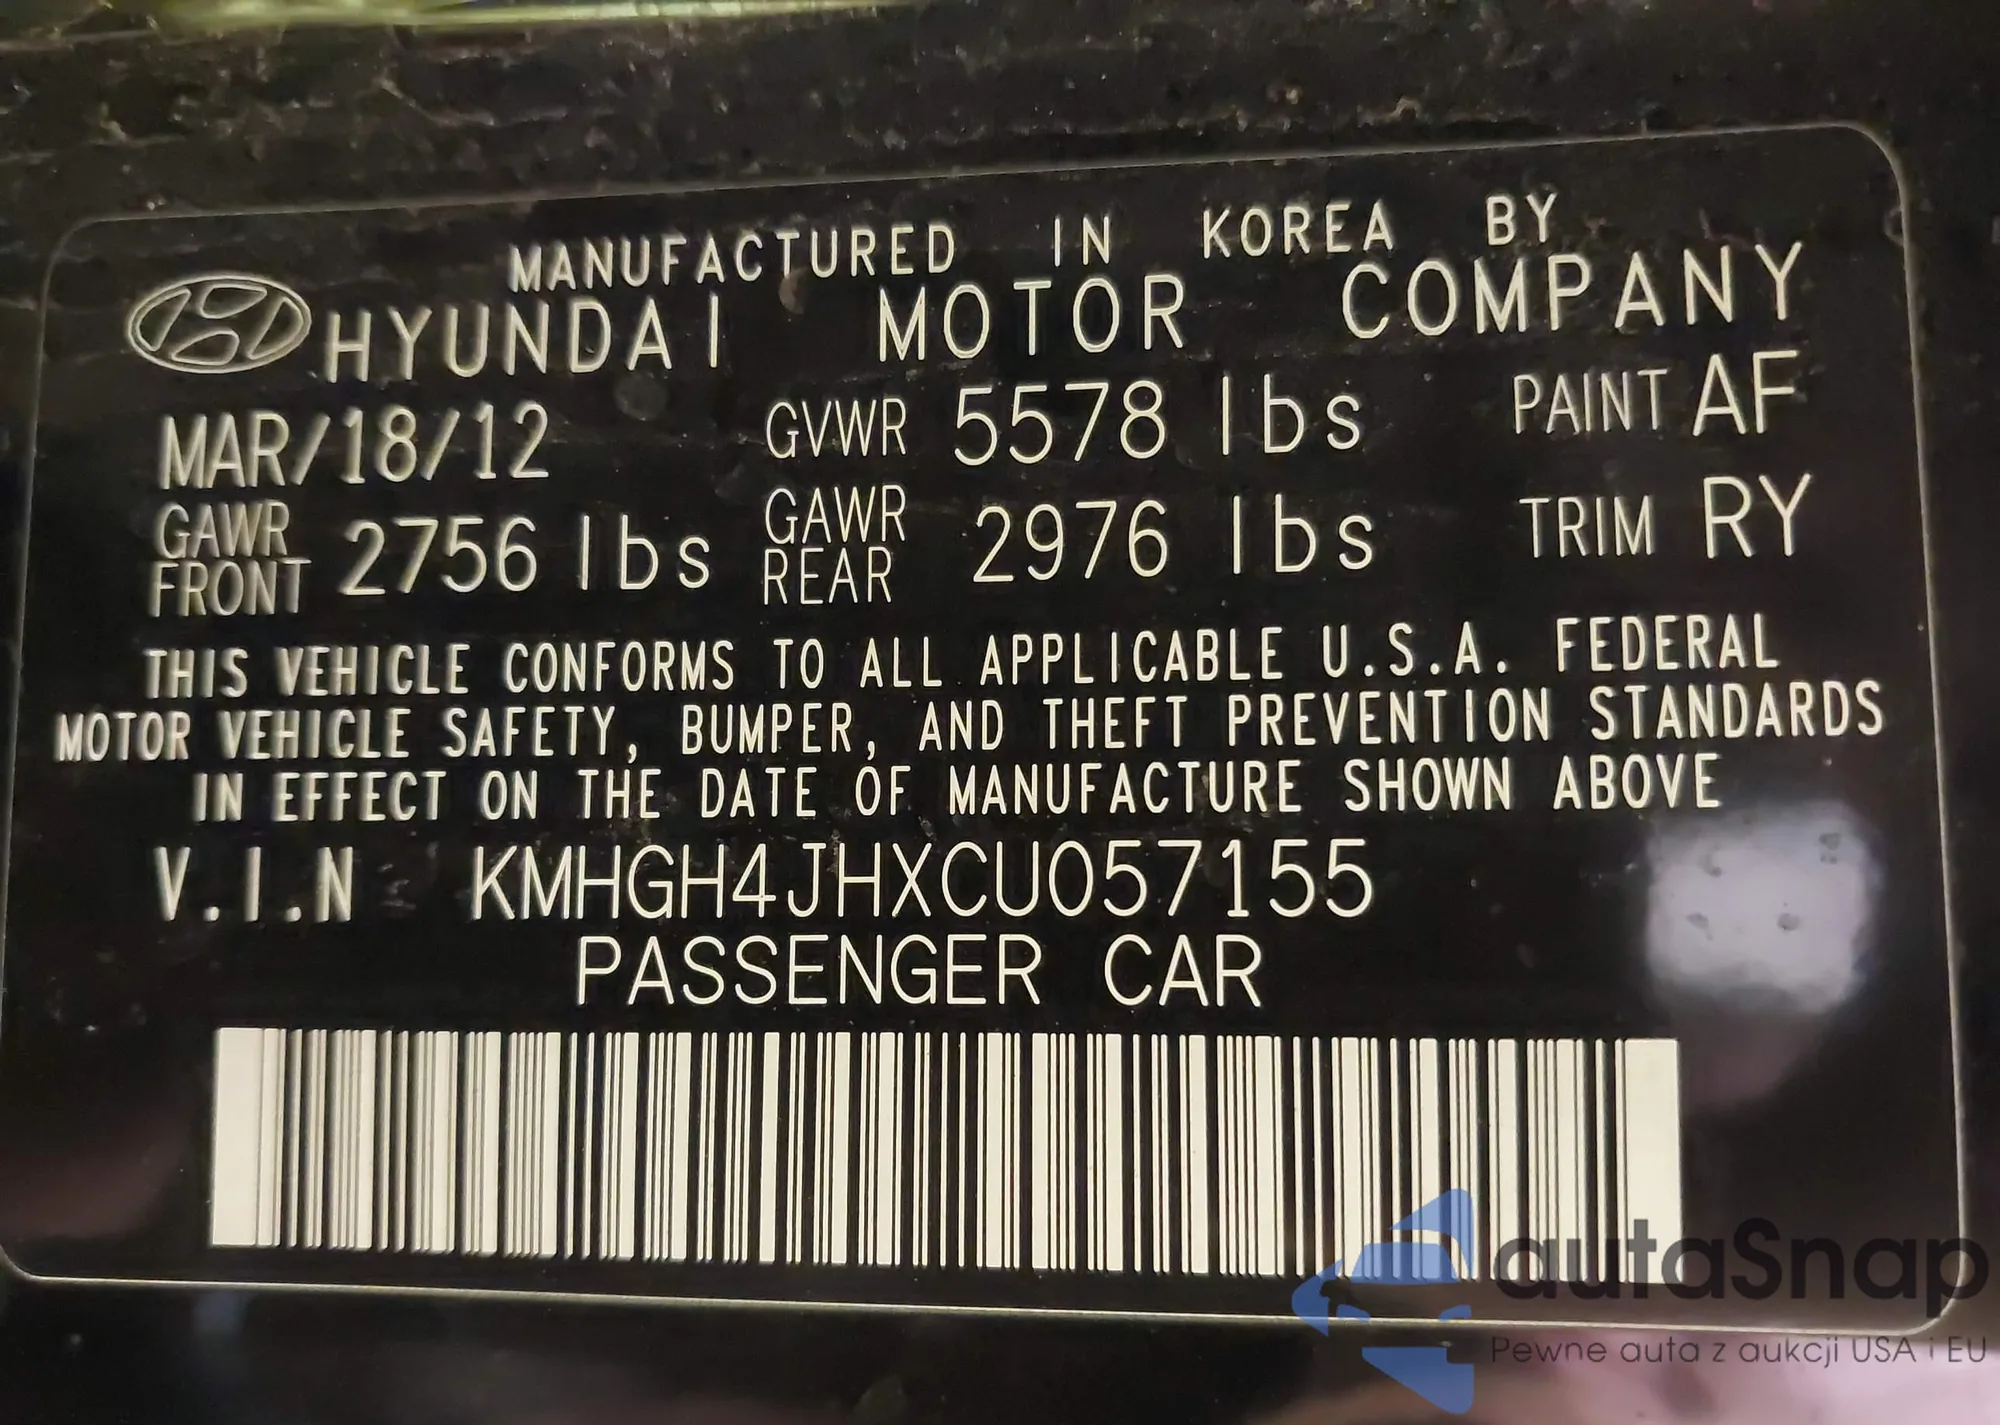 MANUFACTURED IN KOREA BY
HYUNDAI MOTOR COMPANY
MAR/18/12 GVWR 5578 lbs PAINT AF
GAWR FRONT 2756 lbs GAWR REAR 2976 lbs TRIM RY
THIS VEHICLE CONFORMS TO ALL APPLICABLE U.S.A. FEDERAL
MOTOR VEHICLE SAFETY, BUMPER, AND THEFT PREVENTION STANDARDS
IN EFFECT ON THE DATE OF MANUFACTURE SHOWN ABOVE
V.I.N KMHGH4JHXCU057155
PASSENGER CAR
autaSnap
Pewne auta z aukcji USA i EU